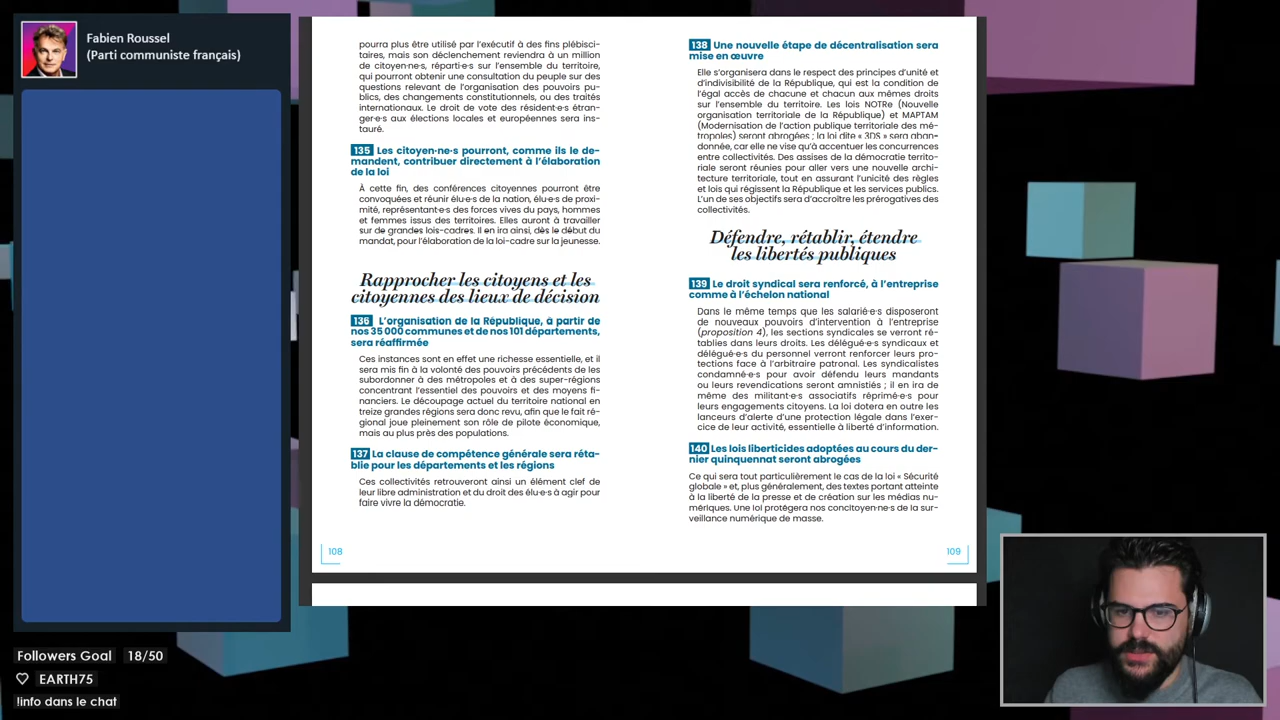 Fabien Roussel
(Parti communiste français)
pourra plus être utilisé par l'exécutif à des fins plébisci-
taires, mais son déclenchement reviendra à un million
de citoyen·ne·s, réparti·e·s sur l'ensemble du territoire,
qui pourront obtenir une consultation du peuple sur des
questions relevant de l'organisation des pouvoirs pu-
blics, des changements constitutionnels, ou des traités
internationaux. Le droit de vote des résident·e·s étran-
ger·e·s aux élections locales et européennes sera ins-
tauré.
135 Les citoyen·ne·s pourront, comme ils le de-
mandent, contribuer directement à l'élaboration
de la loi
À cette fin, des conférences citoyennes pourront être
convoquées et réunir élu·e·s de la nation, élu·e·s de proxi-
mité, représentant·e·s des forces vives du pays, hommes
et femmes issus des territoires. Elles auront à travailler
sur de grandes lois-cadres. Il en ira ainsi, dès le début du
mandat, pour l'élaboration de la loi-cadre sur la jeunesse.
Rapprocher les citoyens et les
citoyennes des lieux de décision
136 L'organisation de la République, à partir de
nos 35 000 communes et de nos 101 départements,
sera réaffirmée
Ces instances sont en effet une richesse essentielle, et il
sera mis fin à la volonté des pouvoirs précédents de les
subordonner à des métropoles et à des super-régions
concentrant l'essentiel des pouvoirs et des moyens fi-
nanciers. Le découpage actuel du territoire national en
treize grandes régions sera donc revu, afin que le fait ré-
gional joue pleinement son rôle de pilote économique,
mais au plus près des populations.
137 La clause de compétence générale sera réta-
blie pour les départements et les régions
Ces collectivités retrouveront ainsi un élément clef de
leur libre administration et du droit des élu·e·s à agir pour
faire vivre la démocratie.
108
138 Une nouvelle étape de décentralisation sera
mise en œuvre
Elle s'organisera dans le respect des principes d'unité et
d'indivisibilité de la République, qui est la condition de
l'égal accès de chacune et chacun aux mêmes droits
sur l'ensemble du territoire. Les lois NOTRe (Nouvelle
organisation territoriale de la République) et MAPTAM
(Modernisation de l'action publique territoriale des mé-
tropoles) seront abrogées ; la loi dite « 3DS » sera aban-
donnée, car elle ne vise qu'à accentuer les concurrences
entre collectivités. Des assises de la démocratie territo-
riale seront réunies pour aller vers une nouvelle archi-
tecture territoriale, tout en assurant l'unicité des règles
et lois qui régissent la République et les services publics.
L'un de ses objectifs sera d'accroître les prérogatives des
collectivités.
Défendre, rétablir, étendre
les libertés publiques
139 Le droit syndical sera renforcé, à l'entreprise
comme à l'échelon national
Dans le même temps que les salarié·e·s disposeront
de nouveaux pouvoirs d'intervention à l'entreprise
(proposition 4), les sections syndicales se verront ré-
tablies dans leurs droits. Les délégué·e·s syndicaux et
délégué·e·s du personnel verront renforcer leurs pro-
tections face à l'arbitraire patronal. Les syndicalistes
condamné·e·s pour avoir défendu leurs mandants
ou leurs revendications seront amnistiés ; il en ira de
même des militant·e·s associatifs réprimé·e·s pour
leurs engagements citoyens. La loi dotera en outre les
lanceurs d'alerte d'une protection légale dans l'exer-
cice de leur activité, essentielle à liberté d'information.
140 Les lois liberticides adoptées au cours du der-
nier quinquennat seront abrogées
Ce qui sera tout particulièrement le cas de la loi « Sécurité
globale » et, plus généralement, des textes portant atteinte
à la liberté de la presse et de création sur les médias nu-
mériques. Une loi protégera nos concitoyen·ne·s de la sur-
veillance numérique de masse.
109
Followers Goal 18/50
EARTH75
!info dans le chat